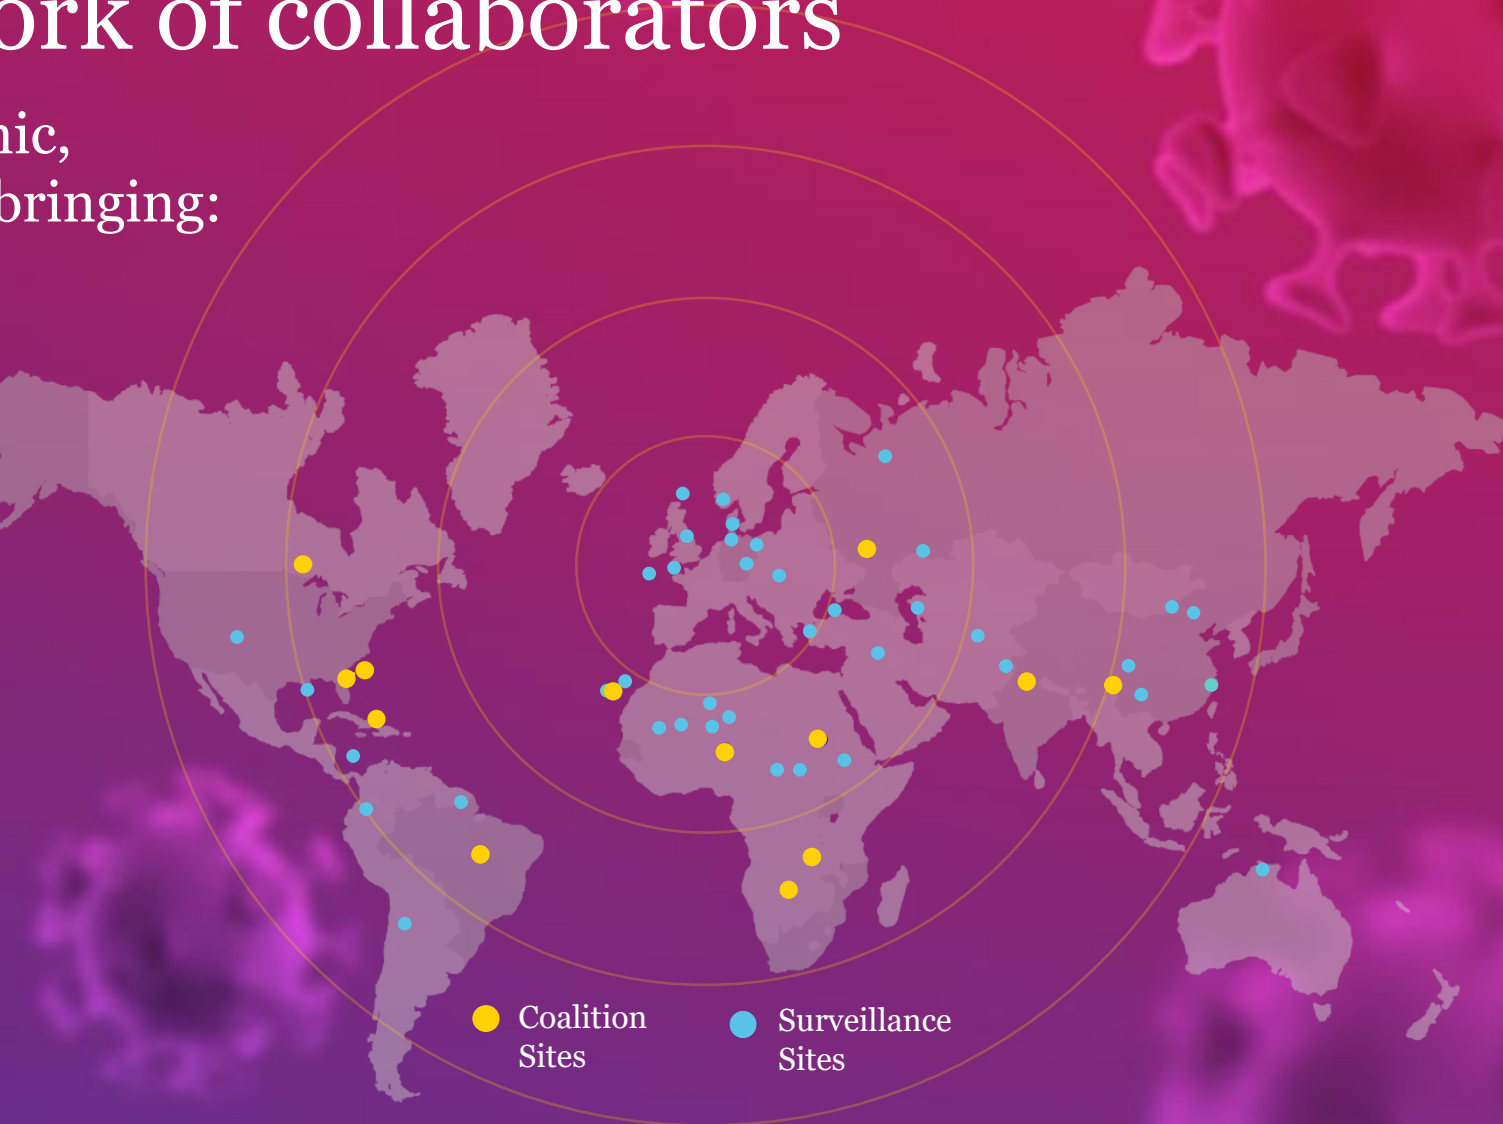 ork of collaborators
nic,
bringing:
Coalition
Sites
Surveillance
Sites